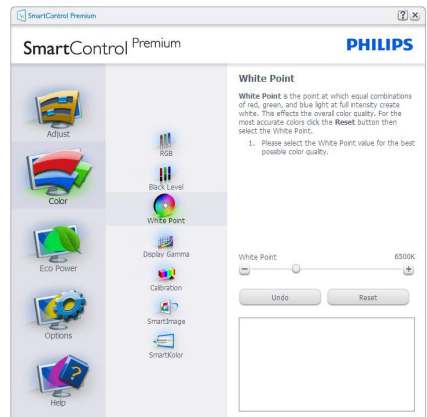 SmartControl Premium
SmartControl Premium
PHILIPS
Adjust
Color
Eco Power
Options
Help
RGB
Black Level
White Point
Display Gamma
Calibration
SmartImage
SmartKolor
White Point
White Point is the point at which equal combinations
of red, green, and blue light at full intensity create
white. This effects the overall color quality. For the
most accurate colors click the Reset button then
select the White Point.
1. Please select the White Point value for the best
possible color quality.
White Point 6500K
Undo Reset